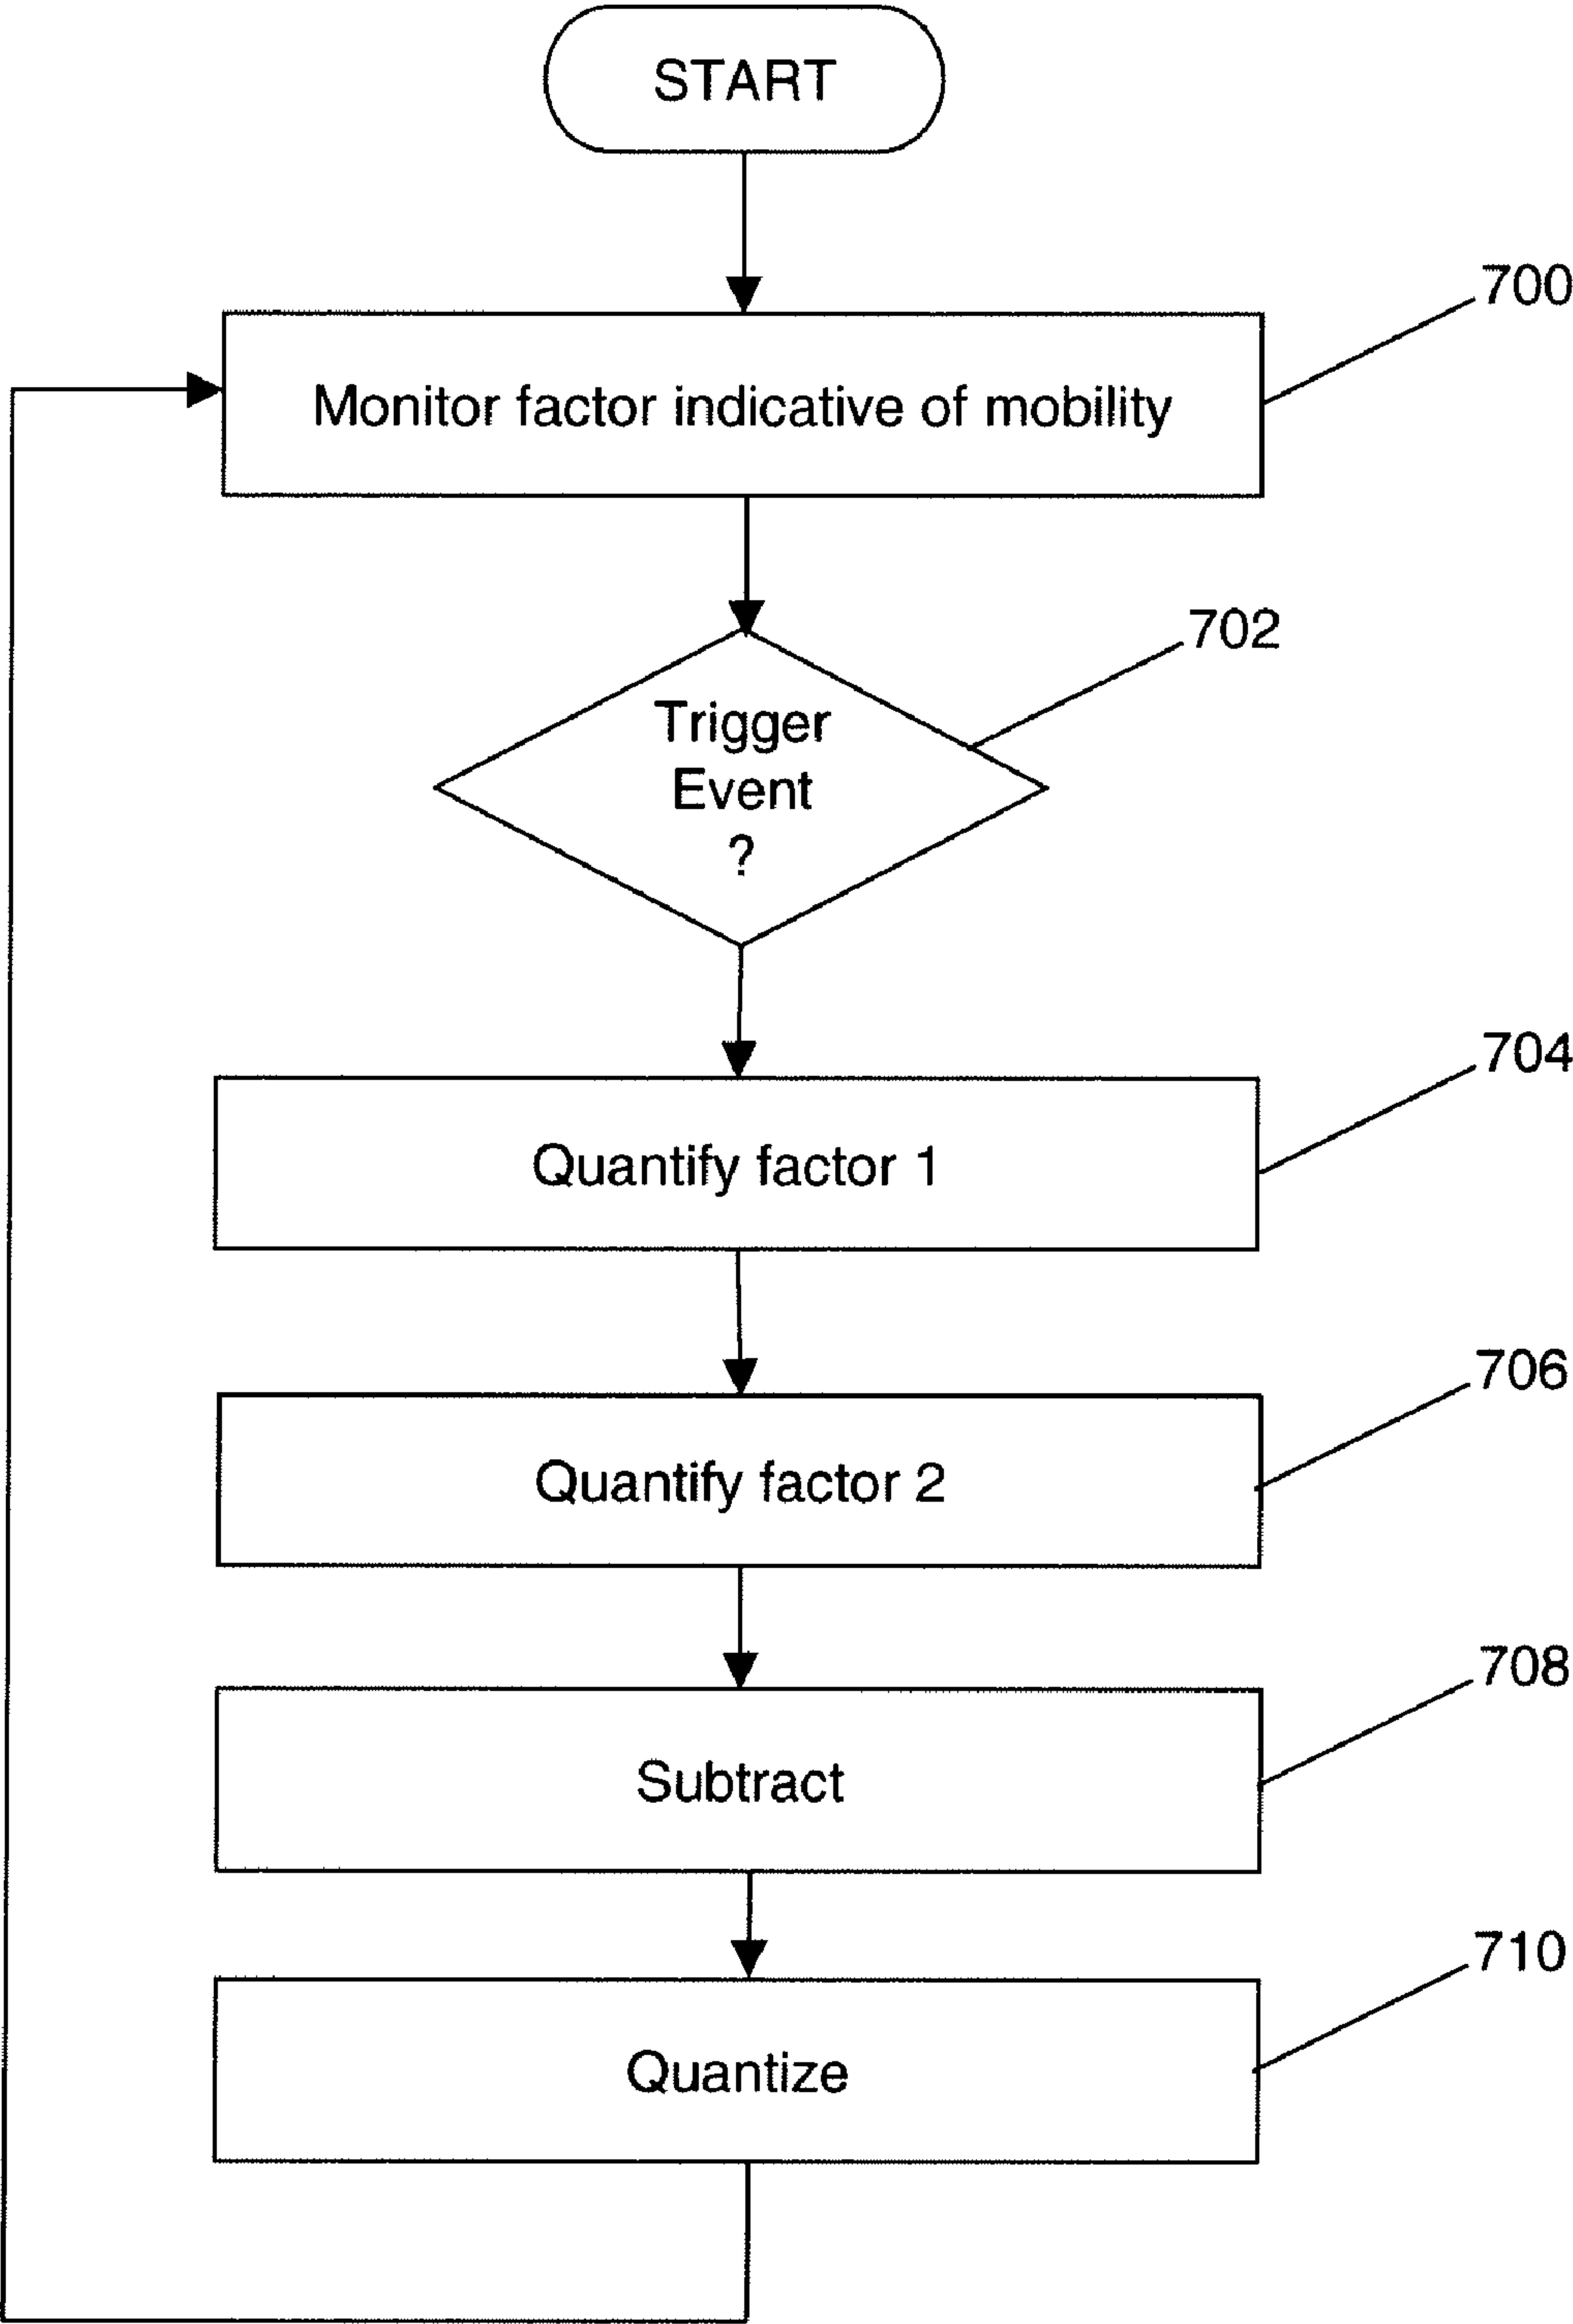 START
700
Monitor factor indicative of mobility
702
Trigger
Event
?
704
Quantify factor 1
706
Quantify factor 2
708
Subtract
710
Quantize